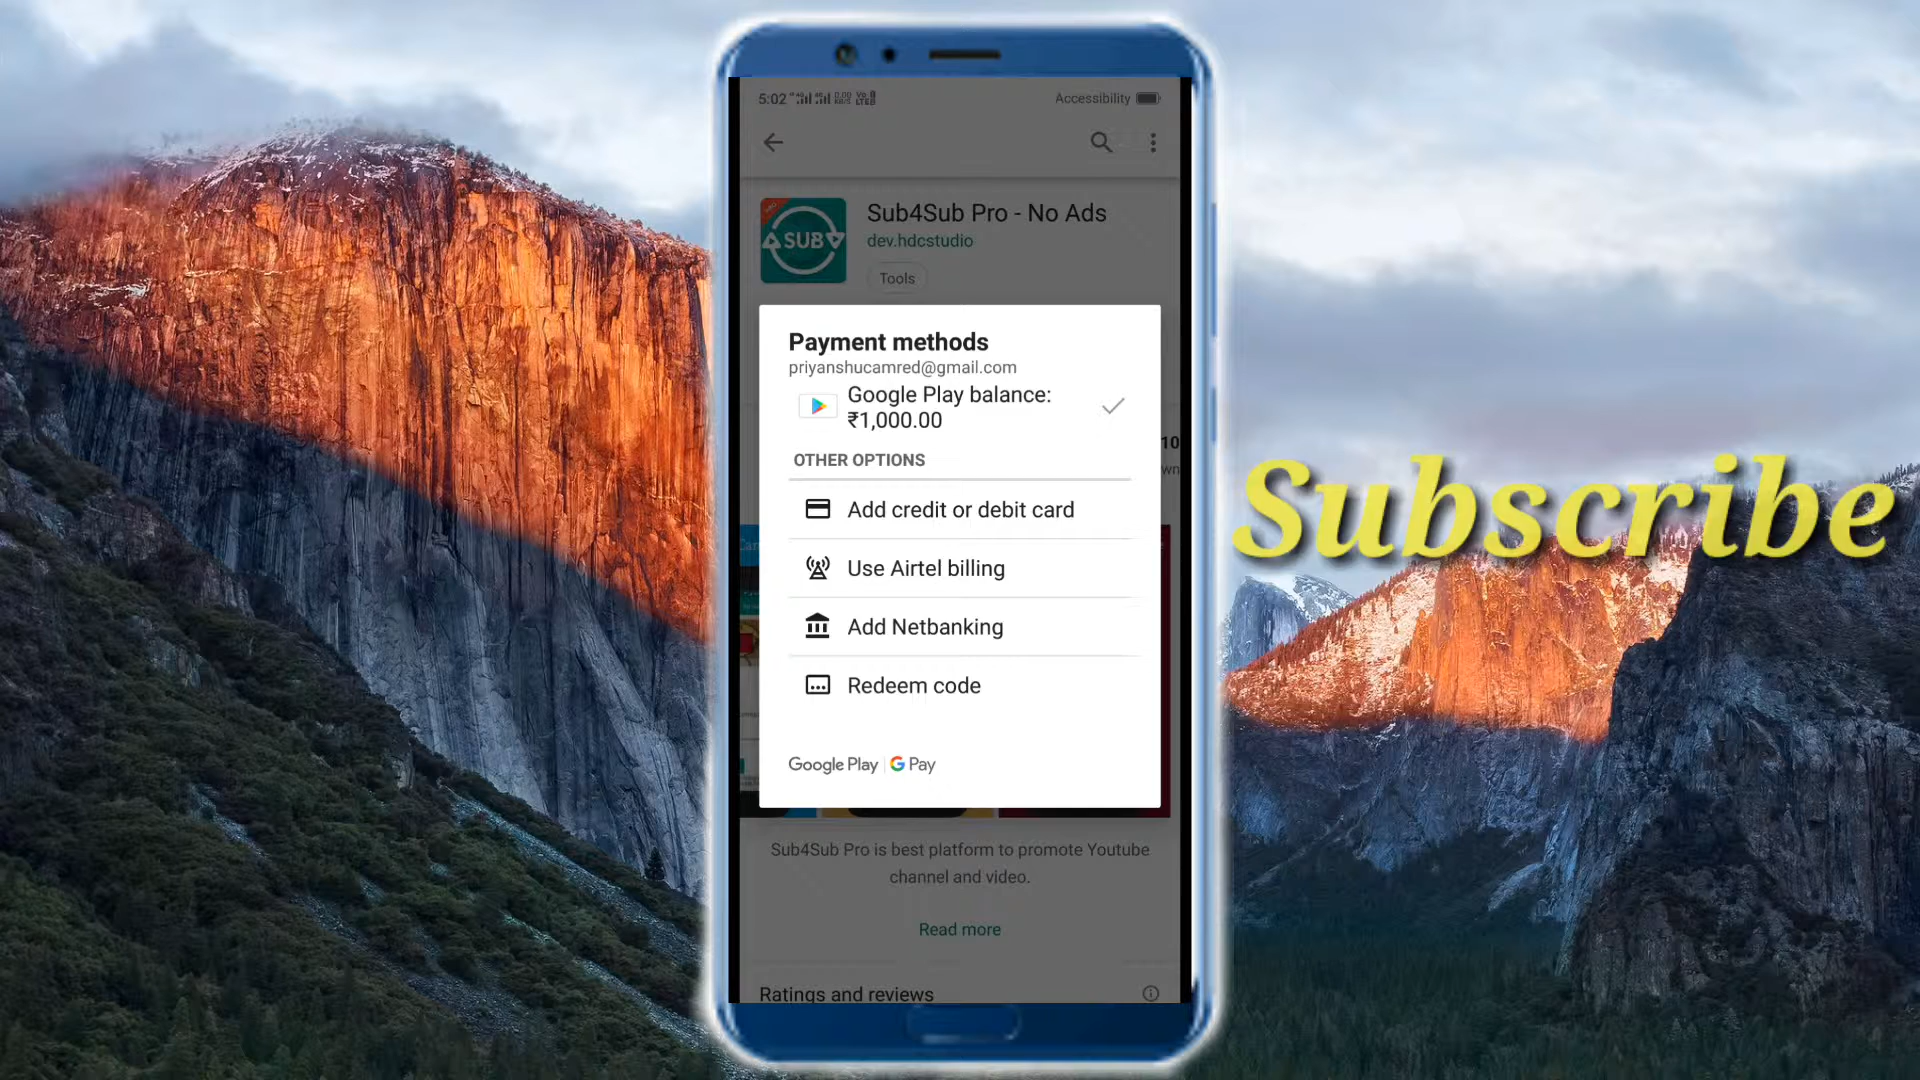 5:02
Accessibility
Sub4Sub Pro - No Ads
dev.hdcstudio
SUB
Tools
Payment methods
priyanshucamred@gmail.com
Google Play balance:
₹1,000.00
OTHER OPTIONS
Add credit or debit card
Use Airtel billing
Add Netbanking
Redeem code
Google Play G Pay
10
Sub4Sub Pro is best platform to promote Youtube
channel and video.
Read more
Ratings and reviews
Subscribe